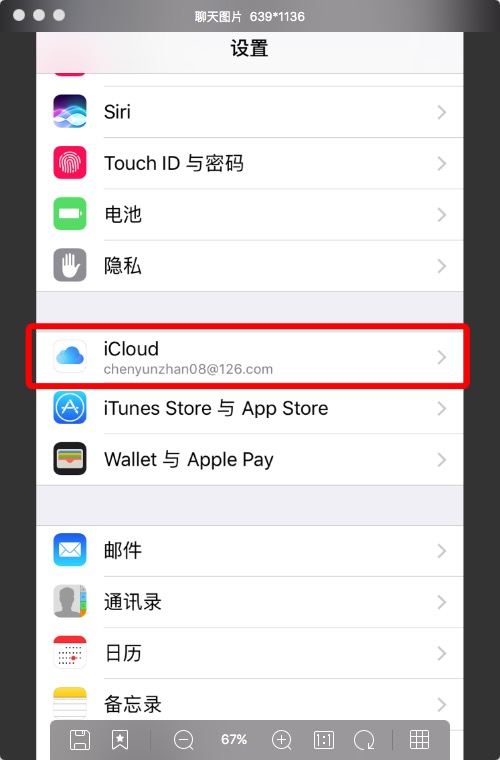 聊天图片 639*1136
设置
Siri
Touch ID 与密码
电池
隐私
iCloud
chenyunzhan08@126.com
iTunes Store 与 App Store
Wallet 与 Apple Pay
邮件
通讯录
日历
备忘录
67%
1:1